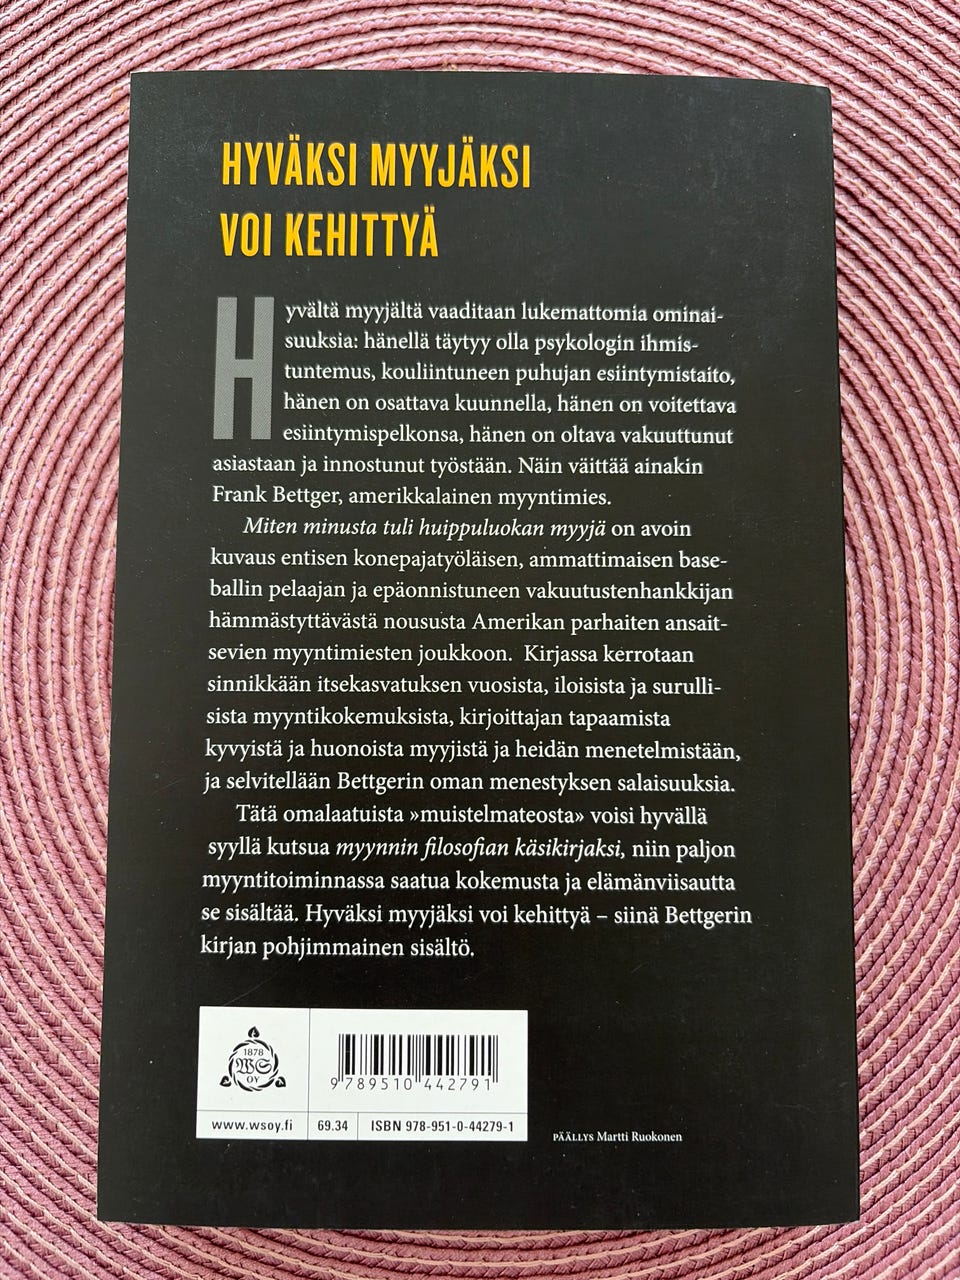 HYVÄKSI MYYJÄKSI
VOI KEHITTYÄ
Hyvältä myyjältä vaaditaan lukemattomia ominai-
suuksia: hänellä täytyy olla psykologin ihmis-
tuntemus, kouliintuneen puhujan esiintymistaito,
hänen on osattava kuunnella, hänen on voitettava
esiintymispelkonsa, hänen on oltava vakuuttunut
asiastaan ja innostunut työstään. Näin väittää ainakin
Frank Bettger, amerikkalainen myyntimies.
Miten minusta tuli huippuluokan myyjä on avoin
kuvaus entisen konepajatyöläisen, ammattimaisen base-
ballin pelaajan ja epäonnistuneen vakuutustenhankkijan
hämmästyttävästä noususta Amerikan parhaiten ansait-
sevien myyntimiesten joukkoon. Kirjassa kerrotaan
sinnikkään itsekasvatuksen vuosista, iloisista ja surulli-
sista myyntikokemuksista, kirjoittajan tapaamista
kyvyistä ja huonoista myyjistä ja heidän menetelmistään,
ja selvitellään Bettgerin oman menestyksen salaisuuksia.
Tätä omalaatuista »muistelmateosta» voisi hyvällä
syyllä kutsua myynnin filosofian käsikirjaksi, niin paljon
myyntitoiminnassa saatua kokemusta ja elämänviisautta
se sisältää. Hyväksi myyjäksi voi kehittyä – siinä Bettgerin
kirjan pohjimmainen sisältö.
1878
WS
OY
9 789510 442791
www.wsoy.fi
69.34
ISBN 978-951-0-44279-1
PÄÄLLYS Martti Ruokonen